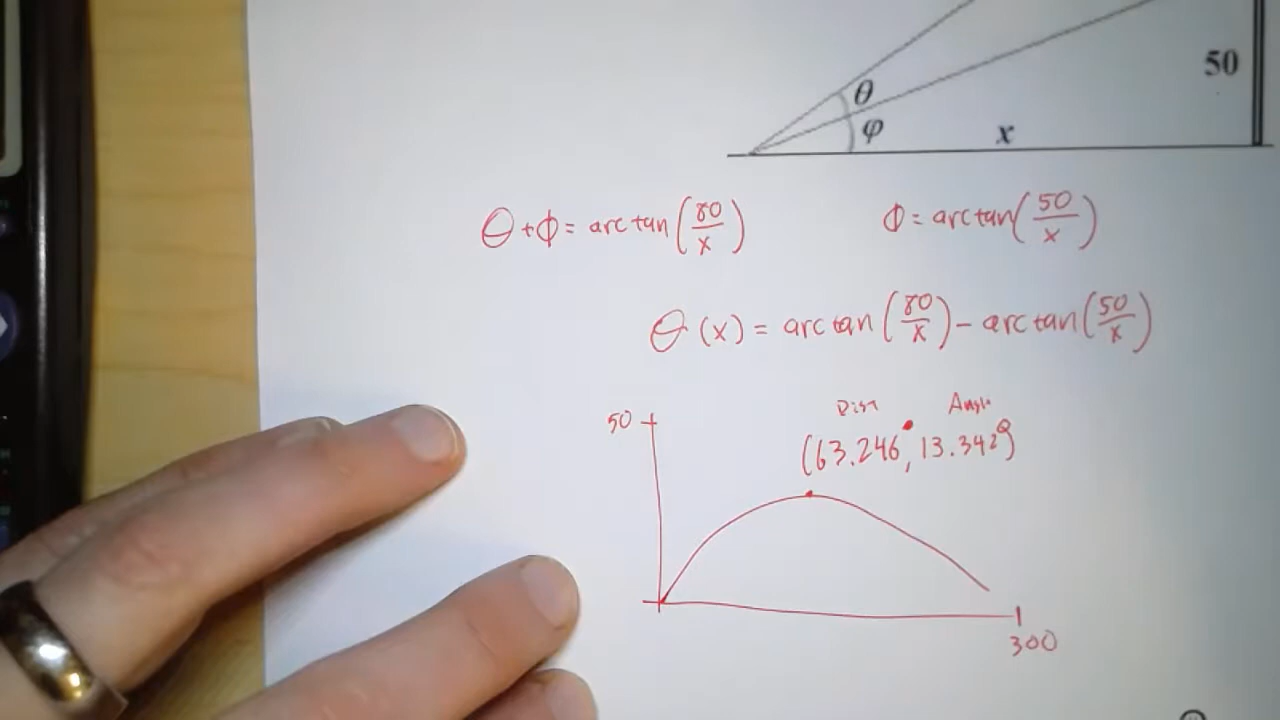 50
θ
φ
x
θ+ϕ= arctan(80/x) ϕ= arctan(50/x)
θ(x) = arctan(80/x) - arctan(50/x)
Dist Angle
50
(63.246, 13.342°)
300